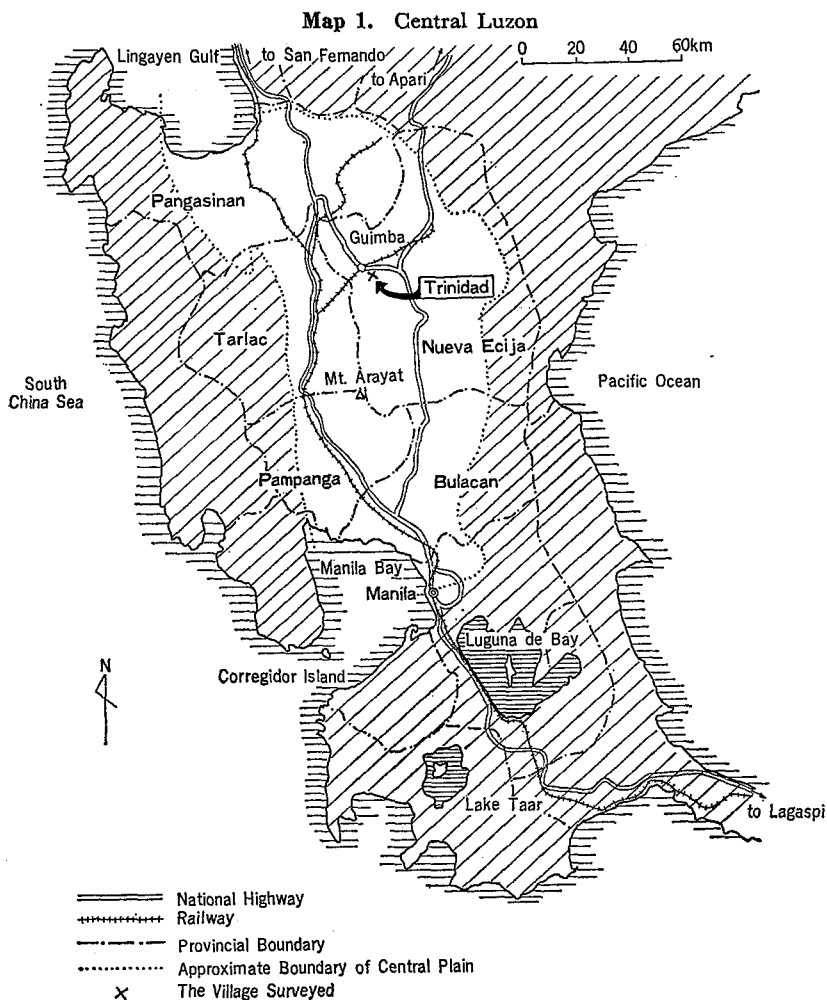 Map 1. Central Luzon
Lingayen Gulf
to San Fernando
to Apari
0 20 40 60km
Pangasinan
Guimba
Trinidad
Tarlac
Nueva Ecija
Mt. Arayat
South
China Sea
Pacific Ocean
Pampanga
Bulacan
Manila Bay
Manila
Luguna de Bay
N
Corregidor Island
Lake Taar
to Lagaspi
National Highway
Railway
Provincial Boundary
Approximate Boundary of Central Plain
× The Village Surveyed